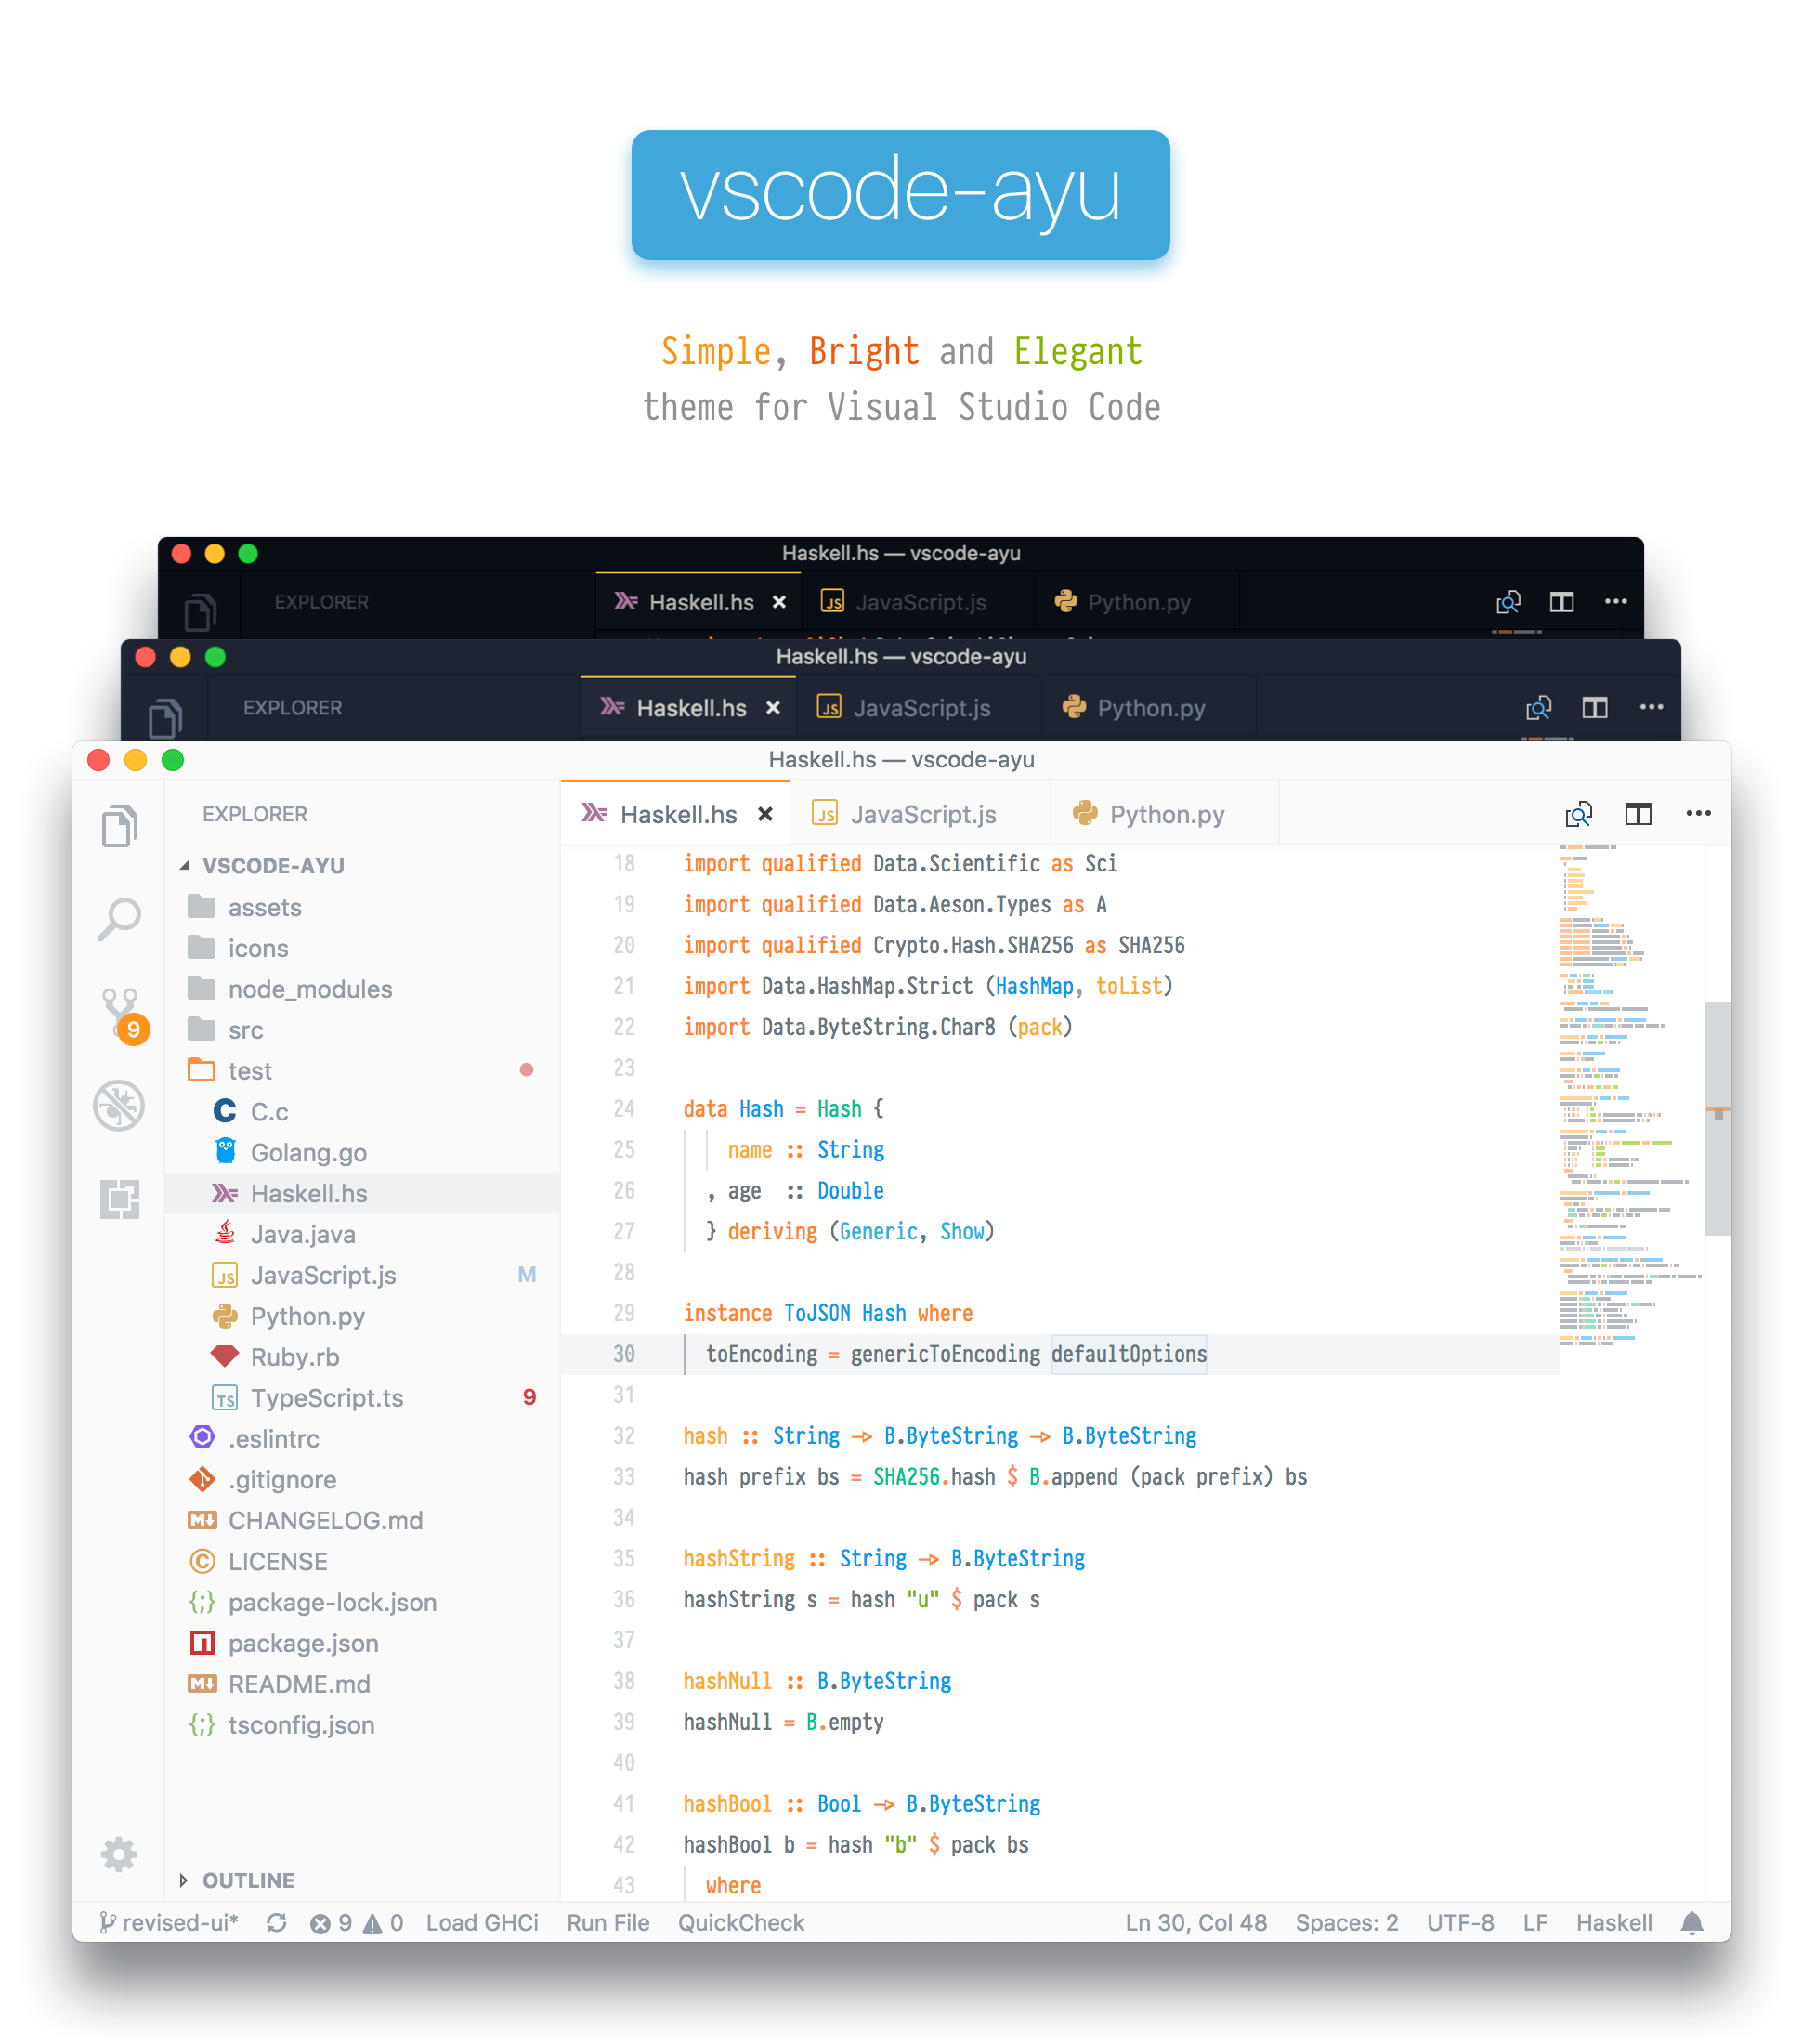 vscode-ayu
Simple, Bright and Elegant
theme for Visual Studio Code
Haskell.hs — vscode-ayu
EXPLORER
Haskell.hs
JavaScript.js
Python.py
Haskell.hs — vscode-ayu
EXPLORER
Haskell.hs
JavaScript.js
Python.py
Haskell.hs — vscode-ayu
EXPLORER
VSCODE-AYU
assets
icons
node_modules
src
9
test
C.c
Golang.go
Haskell.hs
Java.java
JavaScript.js M
Python.py
Ruby.rb
TypeScript.ts 9
.eslintrc
.gitignore
CHANGELOG.md
LICENSE
package-lock.json
package.json
README.md
tsconfig.json
OUTLINE
Haskell.hs
JavaScript.js
Python.py
18 import qualified Data.Scientific as Sci
19 import qualified Data.Aeson.Types as A
20 import qualified Crypto.Hash.SHA256 as SHA256
21 import Data.HashMap.Strict (HashMap, toList)
22 import Data.ByteString.Char8 (pack)
23
24 data Hash = Hash {
25 name :: String
26 , age :: Double
27 } deriving (Generic, Show)
28
29 instance ToJSON Hash where
30 toEncoding = genericToEncoding defaultOptions
31
32 hash :: String -> B.ByteString -> B.ByteString
33 hash prefix bs = SHA256.hash $ B.append (pack prefix) bs
34
35 hashString :: String -> B.ByteString
36 hashString s = hash "u" $ pack s
37
38 hashNull :: B.ByteString
39 hashNull = B.empty
40
41 hashBool :: Bool -> B.ByteString
42 hashBool b = hash "b" $ pack bs
43 where
revised-ui* 9 0 Load GHCi Run File QuickCheck Ln 30, Col 48 Spaces: 2 UTF-8 LF Haskell